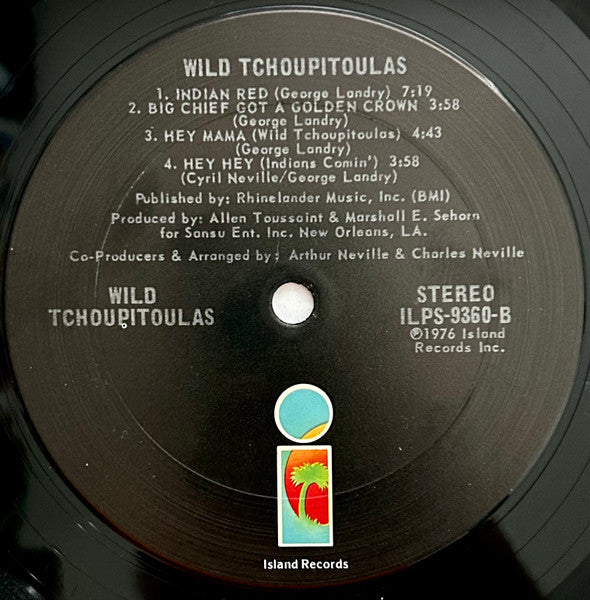 WILD TCHOUPITOULAS
1. INDIAN RED (George Landry) 7:19
2. BIG CHIEF GOT A GOLDEN CROWN 3:58
(George Landry)
3. HEY MAMA (Wild Tchoupitoulas) 4:43
(George Landry)
4. HEY HEY (Indians Comin') 3:58
(Cyril Neville/George Landry)
Published by: Rhinelander Music, Inc. (BMI)
Produced by: Allen Toussaint & Marshall E. Sehorn
for Sansu Ent. Inc. New Orleans, LA.
Co-Producers & Arranged by: Arthur Neville & Charles Neville
WILD
TCHOUPITOULAS
STEREO
ILPS-9360-B
℗1976 Island
Records Inc.
i
Island Records